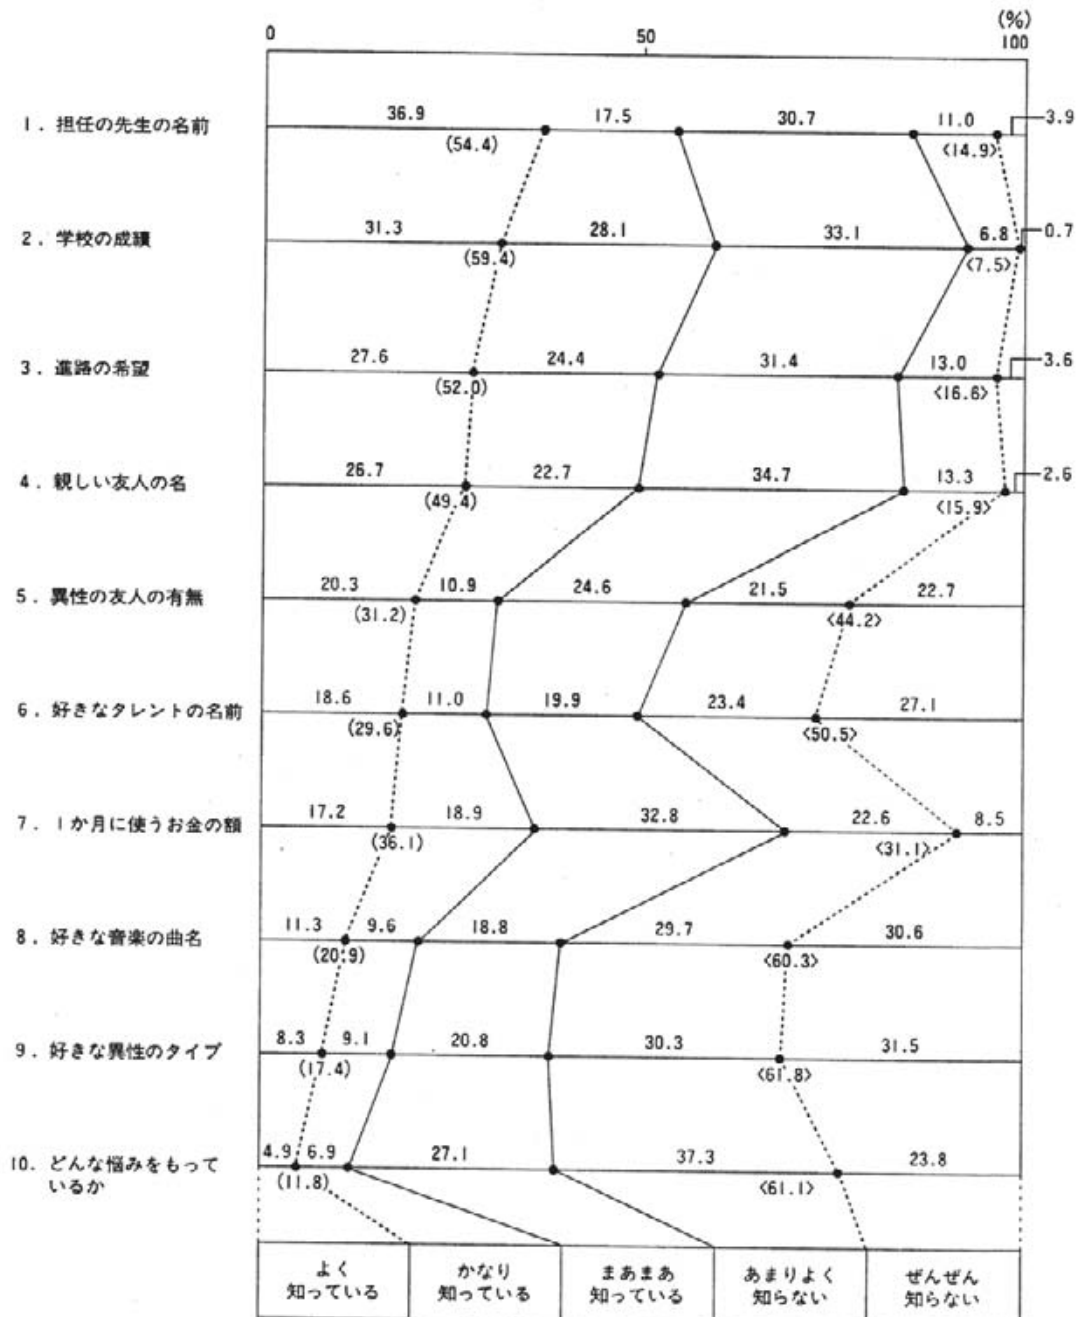 (%)
0 50 100
1. 担任の先生の名前 36.9 (54.4) 17.5 30.7 11.0 <14.9> 3.9
2. 学校の成績 31.3 (59.4) 28.1 33.1 6.8 <7.5> 0.7
3. 進路の希望 27.6 (52.0) 24.4 31.4 13.0 <16.6> 3.6
4. 親しい友人の名 26.7 (49.4) 22.7 34.7 13.3 <15.9> 2.6
5. 異性の友人の有無 20.3 (31.2) 10.9 24.6 21.5 <44.2> 22.7
6. 好きなタレントの名前 18.6 (29.6) 11.0 19.9 23.4 <50.5> 27.1
7. 1か月に使うお金の額 17.2 (36.1) 18.9 32.8 22.6 <31.1> 8.5
8. 好きな音楽の曲名 11.3 (20.9) 9.6 18.8 29.7 <60.3> 30.6
9. 好きな異性のタイプ 8.3 (17.4) 9.1 20.8 30.3 <61.8> 31.5
10. どんな悩みをもって 4.9 (11.8) 6.9 27.1 37.3 <61.1> 23.8
いるか
よく かなり まあまあ あまりよく ぜんぜん
知っている 知っている 知っている 知らない 知らない